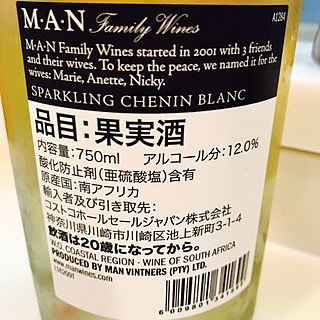 M·A·N Family Wines
A1284
M·A·N Family Wines started in 2001 with 3 friends
and their wives. To keep the peace, we named it for the
wives: Marie, Anette, Nicky.
SPARKLING CHENIN BLANC
品目:果実酒
内容量:750ml アルコール分:12.0%
酸化防止剤(亜硫酸塩)含有
原産国:南アフリカ
輸入者及び引き取先:
コストコホールセールジャパン株式会社
神奈川県川崎市川崎区池上新町3-1-4
飲酒は20歳になってから。
W.O. COASTAL REGION · WINE OF SOUTH AFRICA
PRODUCED BY MAN VINTNERS (PTY) LTD.
www.manwines.com